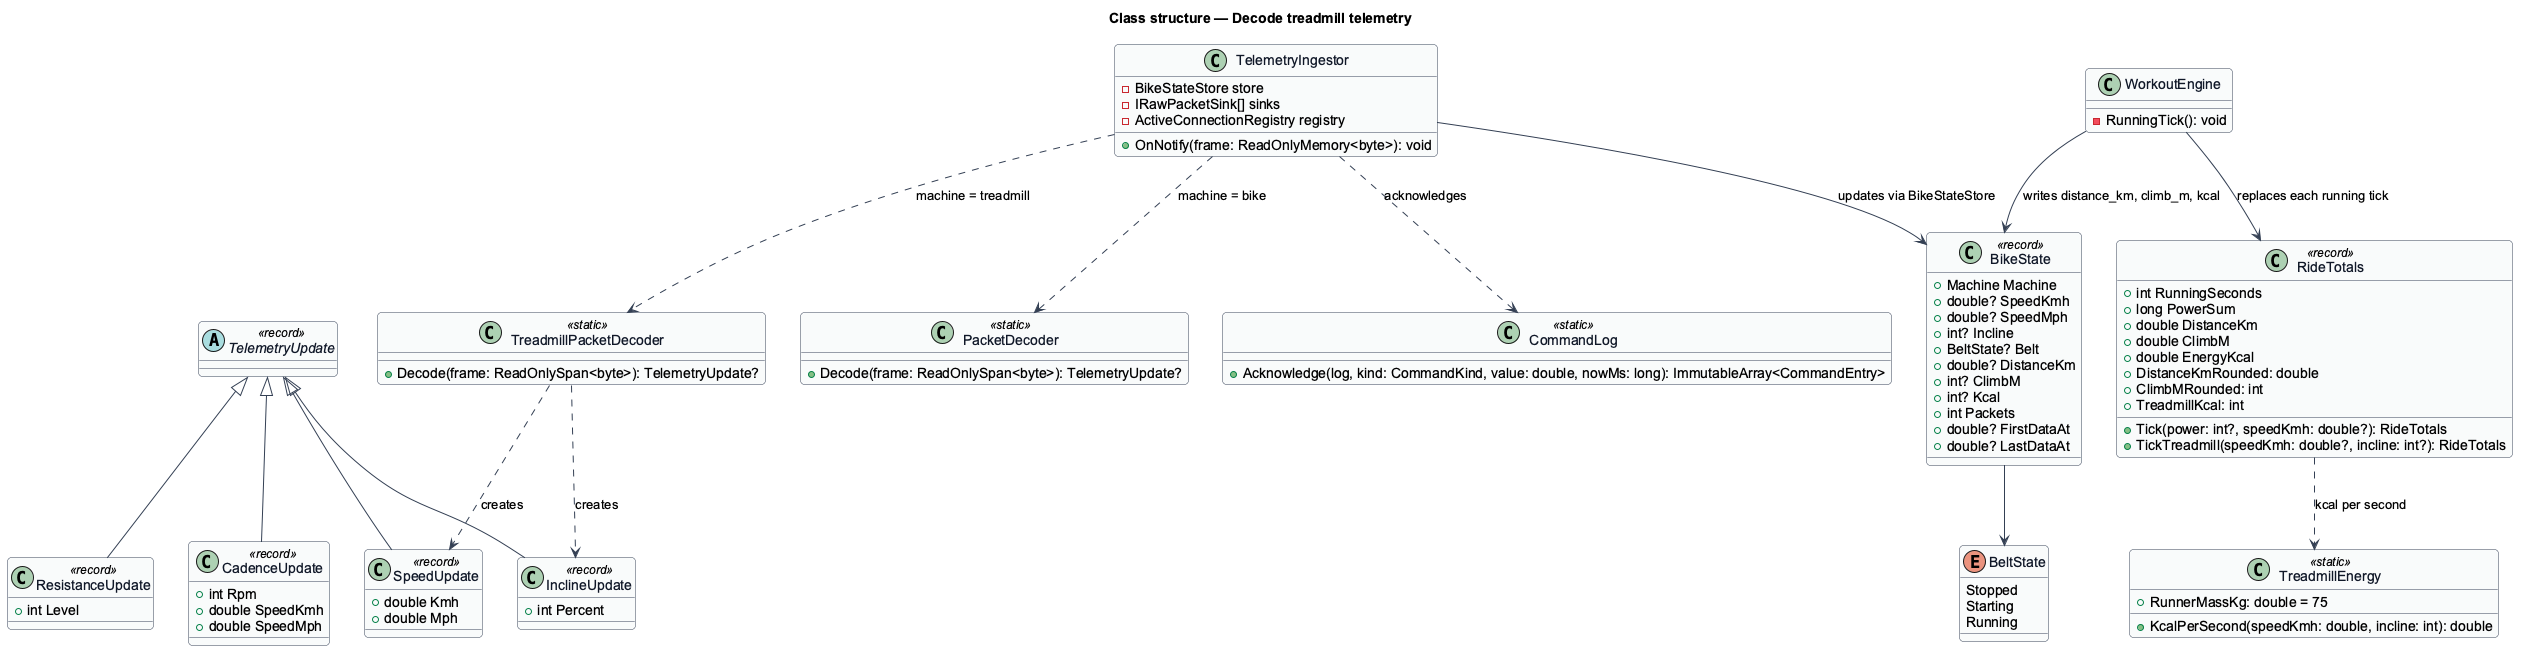 Class structure — Decode treadmill telemetry
C TelemetryIngestor
BikeStateStore store
IRawPacketSink[] sinks
ActiveConnectionRegistry registry
OnNotify(frame: ReadOnlyMemory<byte>): void
C WorkoutEngine
RunningTick(): void
machine = treadmill
machine = bike
acknowledges
updates via BikeStateStore
writes distance_km, climb_m, kcal
replaces each running tick
«record»
A TelemetryUpdate
«static»
C TreadmillPacketDecoder
Decode(frame: ReadOnlySpan<byte>): TelemetryUpdate?
«static»
C PacketDecoder
Decode(frame: ReadOnlySpan<byte>): TelemetryUpdate?
«static»
C CommandLog
Acknowledge(log, kind: CommandKind, value: double, nowMs: long): ImmutableArray<CommandEntry>
«record»
C BikeState
Machine Machine
double? SpeedKmh
double? SpeedMph
int? Incline
BeltState? Belt
double? DistanceKm
int? ClimbM
int? Kcal
int Packets
double? FirstDataAt
double? LastDataAt
«record»
C RideTotals
int RunningSeconds
long PowerSum
double DistanceKm
double ClimbM
double EnergyKcal
DistanceKmRounded: double
ClimbMRounded: int
TreadmillKcal: int
Tick(power: int?, speedKmh: double?): RideTotals
TickTreadmill(speedKmh: double?, incline: int?): RideTotals
creates
creates
kcal per second
«record»
C ResistanceUpdate
int Level
«record»
C CadenceUpdate
int Rpm
double SpeedKmh
double SpeedMph
«record»
C SpeedUpdate
double Kmh
double Mph
«record»
C InclineUpdate
int Percent
E BeltState
Stopped
Starting
Running
«static»
C TreadmillEnergy
RunnerMassKg: double = 75
KcalPerSecond(speedKmh: double, incline: int): double